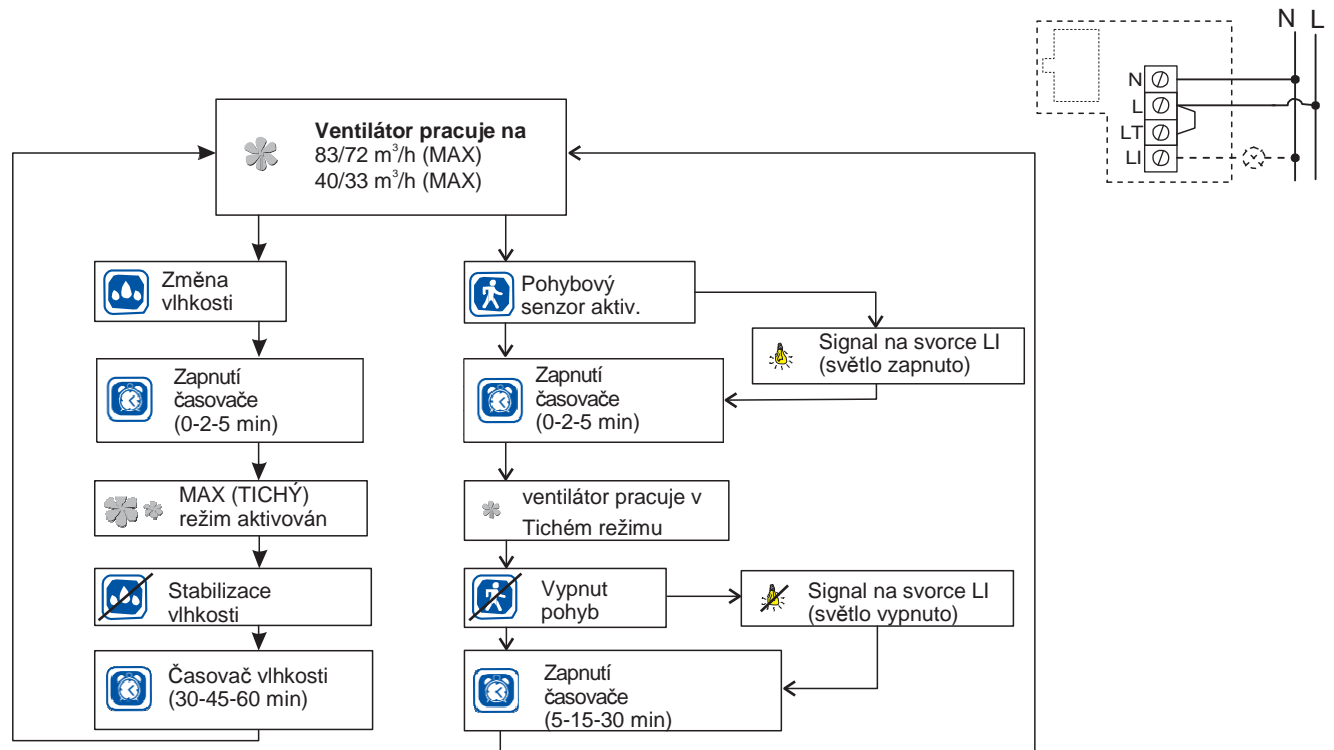 N L
N
L
LT
LI
Ventilátor pracuje na
83/72 m³/h (MAX)
40/33 m³/h (MAX)
Změna
vlhkosti
Zapnutí
časovače
(0-2-5 min)
MAX (TICHÝ)
režim aktivován
Stabilizace
vlhkosti
Časovač vlhkosti
(30-45-60 min)
Pohybový
senzor aktiv.
Signal na svorce LI
(světlo zapnuto)
Zapnutí
časovače
(0-2-5 min)
ventilátor pracuje v
Tichém režimu
Vypnut
pohyb
Signal na svorce LI
(světlo vypnuto)
Zapnutí
časovače
(5-15-30 min)